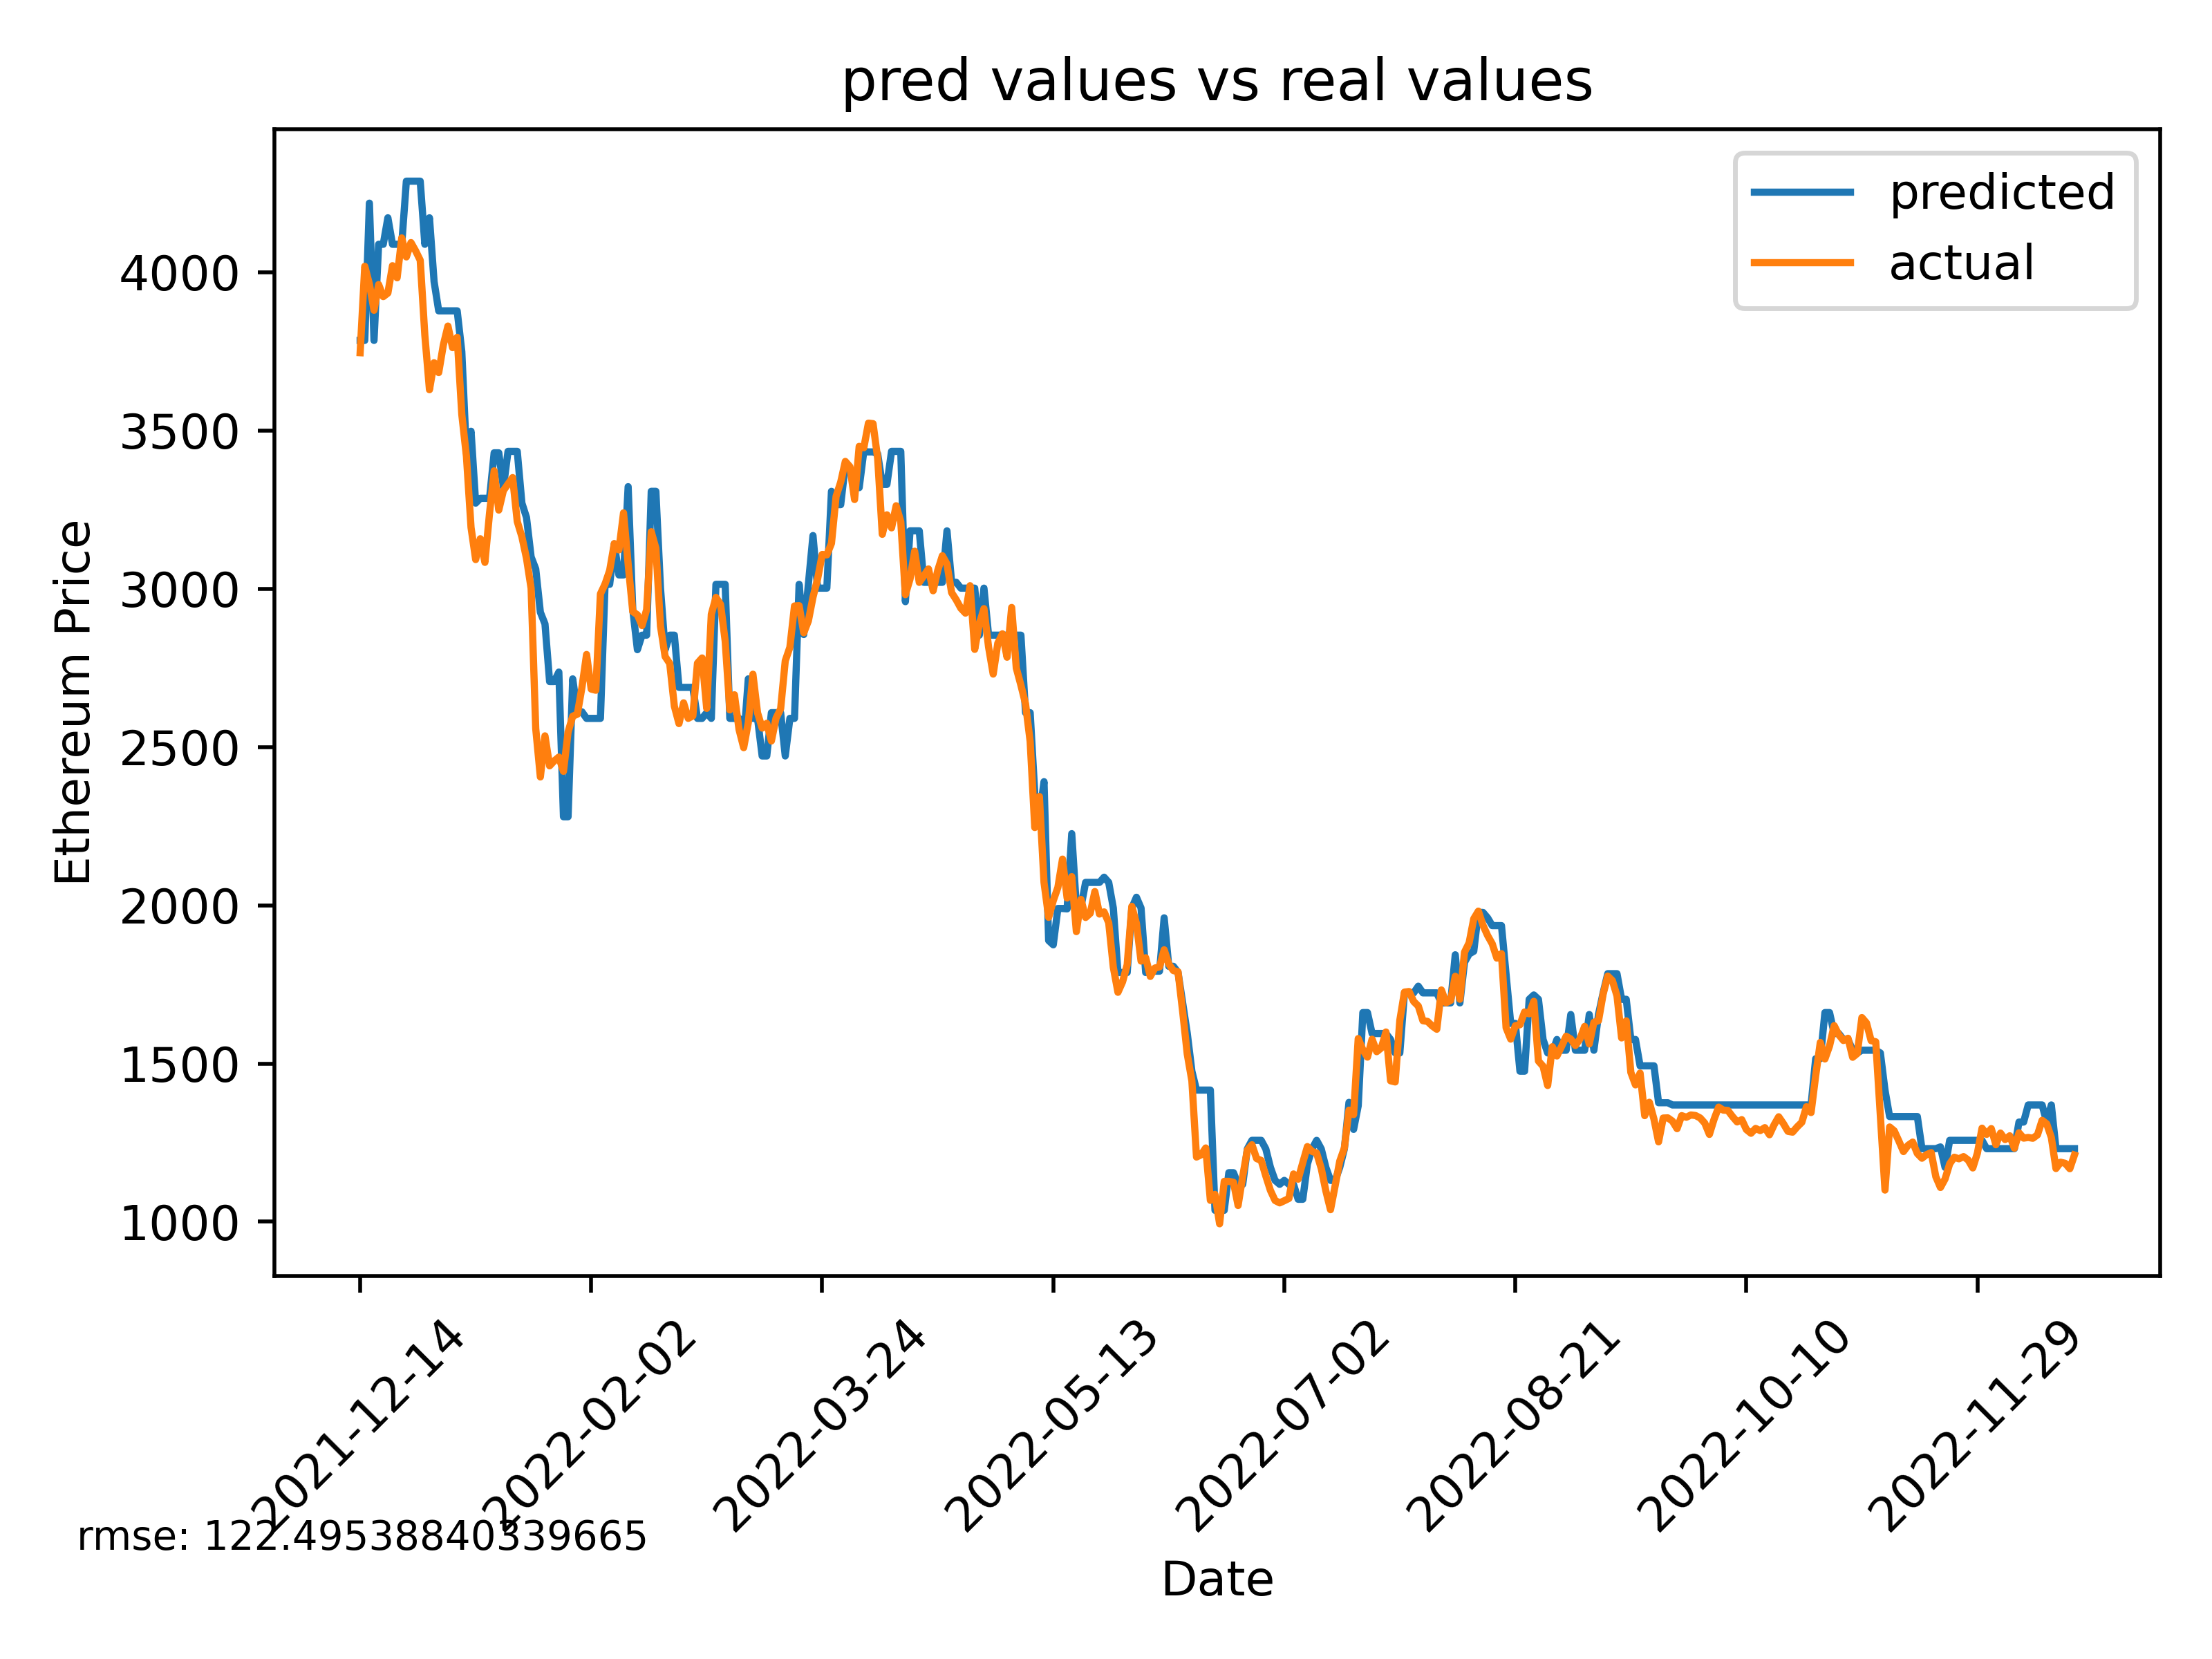 pred values vs real values
predicted
actual
Ethereum Price
4000
3500
3000
2500
2000
1500
1000
2021-12-14
2022-02-02
2022-03-24
2022-05-13
2022-07-02
2022-08-21
2022-10-10
2022-11-29
rmse: 122.49538840339665
Date